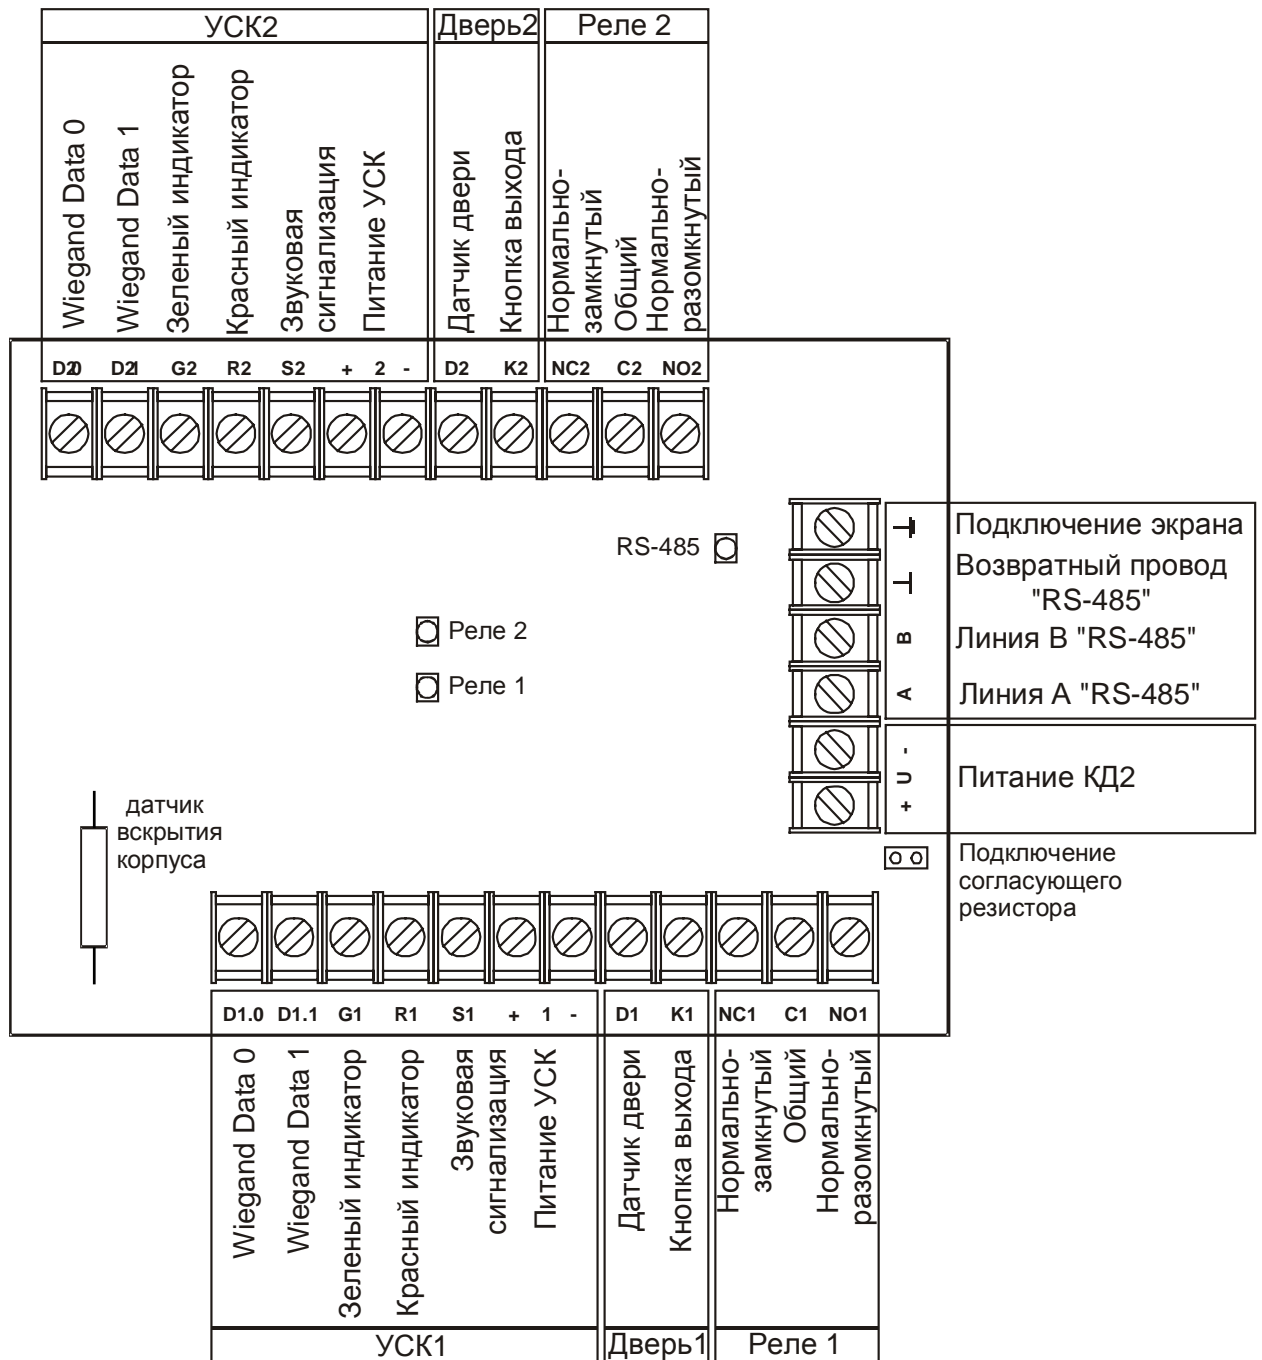 УСК2
Дверь2
Реле 2
Wiegand Data 0
Wiegand Data 1
Зеленый индикатор
Красный индикатор
Звуковая
сигнализация
Питание УСК
Датчик двери
Кнопка выхода
Нормально-
замкнутый
Общий
Нормально-
разомкнутый
D2.0 D2.1 G2 R2 S2 + 2 - D2 K2 NC2 C2 NO2
RS-485
Реле 2
Реле 1
Подключение экрана
Возвратный провод
"RS-485"
B Линия B "RS-485"
A Линия A "RS-485"
+ U - Питание КД2
Подключение
согласующего
резистора
датчик
вскрытия
корпуса
D1.0 D1.1 G1 R1 S1 + 1 - D1 K1 NC1 C1 NO1
Wiegand Data 0
Wiegand Data 1
Зеленый индикатор
Красный индикатор
Звуковая
сигнализация
Питание УСК
Датчик двери
Кнопка выхода
Нормально-
замкнутый
Общий
Нормально-
разомкнутый
УСК1
Дверь1
Реле 1